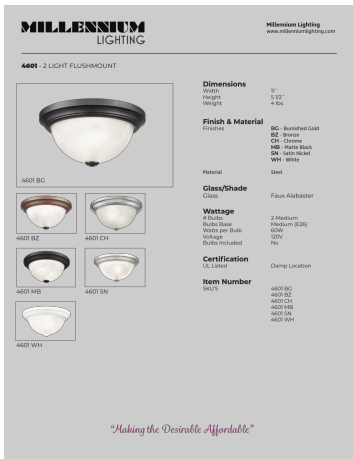 MILLENNIUM
LIGHTING
Millennium Lighting
www.millenniumlighting.com
4601 - 2 LIGHT FLUSHMOUNT
4601 BG
4601 BZ
4601 CH
4601 MB
4601 SN
4601 WH
Dimensions
Width 11"
Height 5 1/2"
Weight 4 lbs
Finish & Material
Finishes BG - Burnished Gold
BZ - Bronze
CH - Chrome
MB - Matte Black
SN - Satin Nickel
WH - White
Material Steel
Glass/Shade
Glass Faux Alabaster
Wattage
# Bulbs 2-Medium
Bulbs Base Medium (E26)
Watts per Bulb 60W
Voltage 120V
Bulbs Included No
Certification
UL Listed Damp Location
Item Number
SKU'S 4601 BG
4601 BZ
4601 CH
4601 MB
4601 SN
4601 WH
"Making the Desirable Affordable"